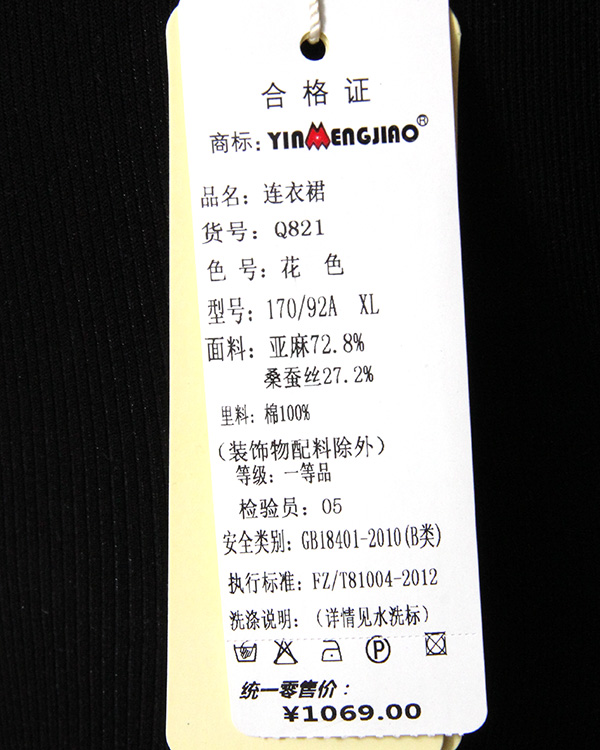 合格证
商标：YINMENGJIAO®
品名：连衣裙
货号：Q821
色 号：花 色
型号：170/92A XL
面料：亚麻72.8%
桑蚕丝27.2%
里料：棉100%
（装饰物配料除外）
等级：一等品
检验员：05
安全类别：GB18401-2010(B类)
执行标准：FZ/T81004-2012
洗涤说明：（详情见水洗标）
P
统一零售价：
¥1069.00